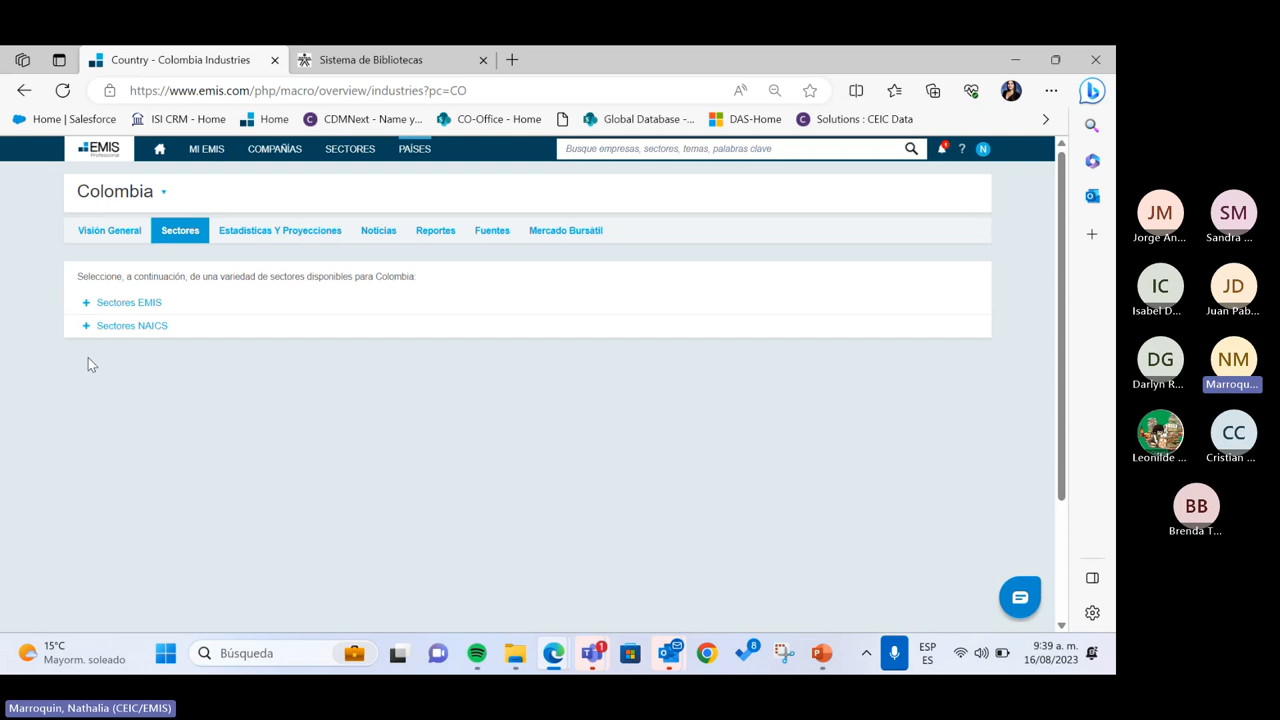 Country - Colombia Industries
Sistema de Bibliotecas
https://www.emis.com/php/macro/overview/industries?pc=CO
Home | Salesforce
ISI CRM - Home
Home
CDMNext - Name y...
CO-Office - Home
Global Database -...
DAS-Home
Solutions : CEIC Data
EMIS
Professional
MI EMIS
COMPAÑÍAS
SECTORES
PAÍSES
Busque empresas, sectores, temas, palabras clave
?
N
Colombia
Visión General
Sectores
Estadísticas Y Proyecciones
Noticias
Reportes
Fuentes
Mercado Bursátil
Seleccione, a continuación, de una variedad de sectores disponibles para Colombia:
+ Sectores EMIS
+ Sectores NAICS
JM
Jorge An...
SM
Sandra ...
IC
Isabel D...
JD
Juan Pab...
DG
Darlyn R...
NM
Marroqu...
Leonilde ...
CC
Cristian ...
BB
Brenda T...
15°C
Mayorm. soleado
Búsqueda
1
8
ESP
ES
9:39 a. m.
16/08/2023
Marroquin, Nathalia (CEIC/EMIS)